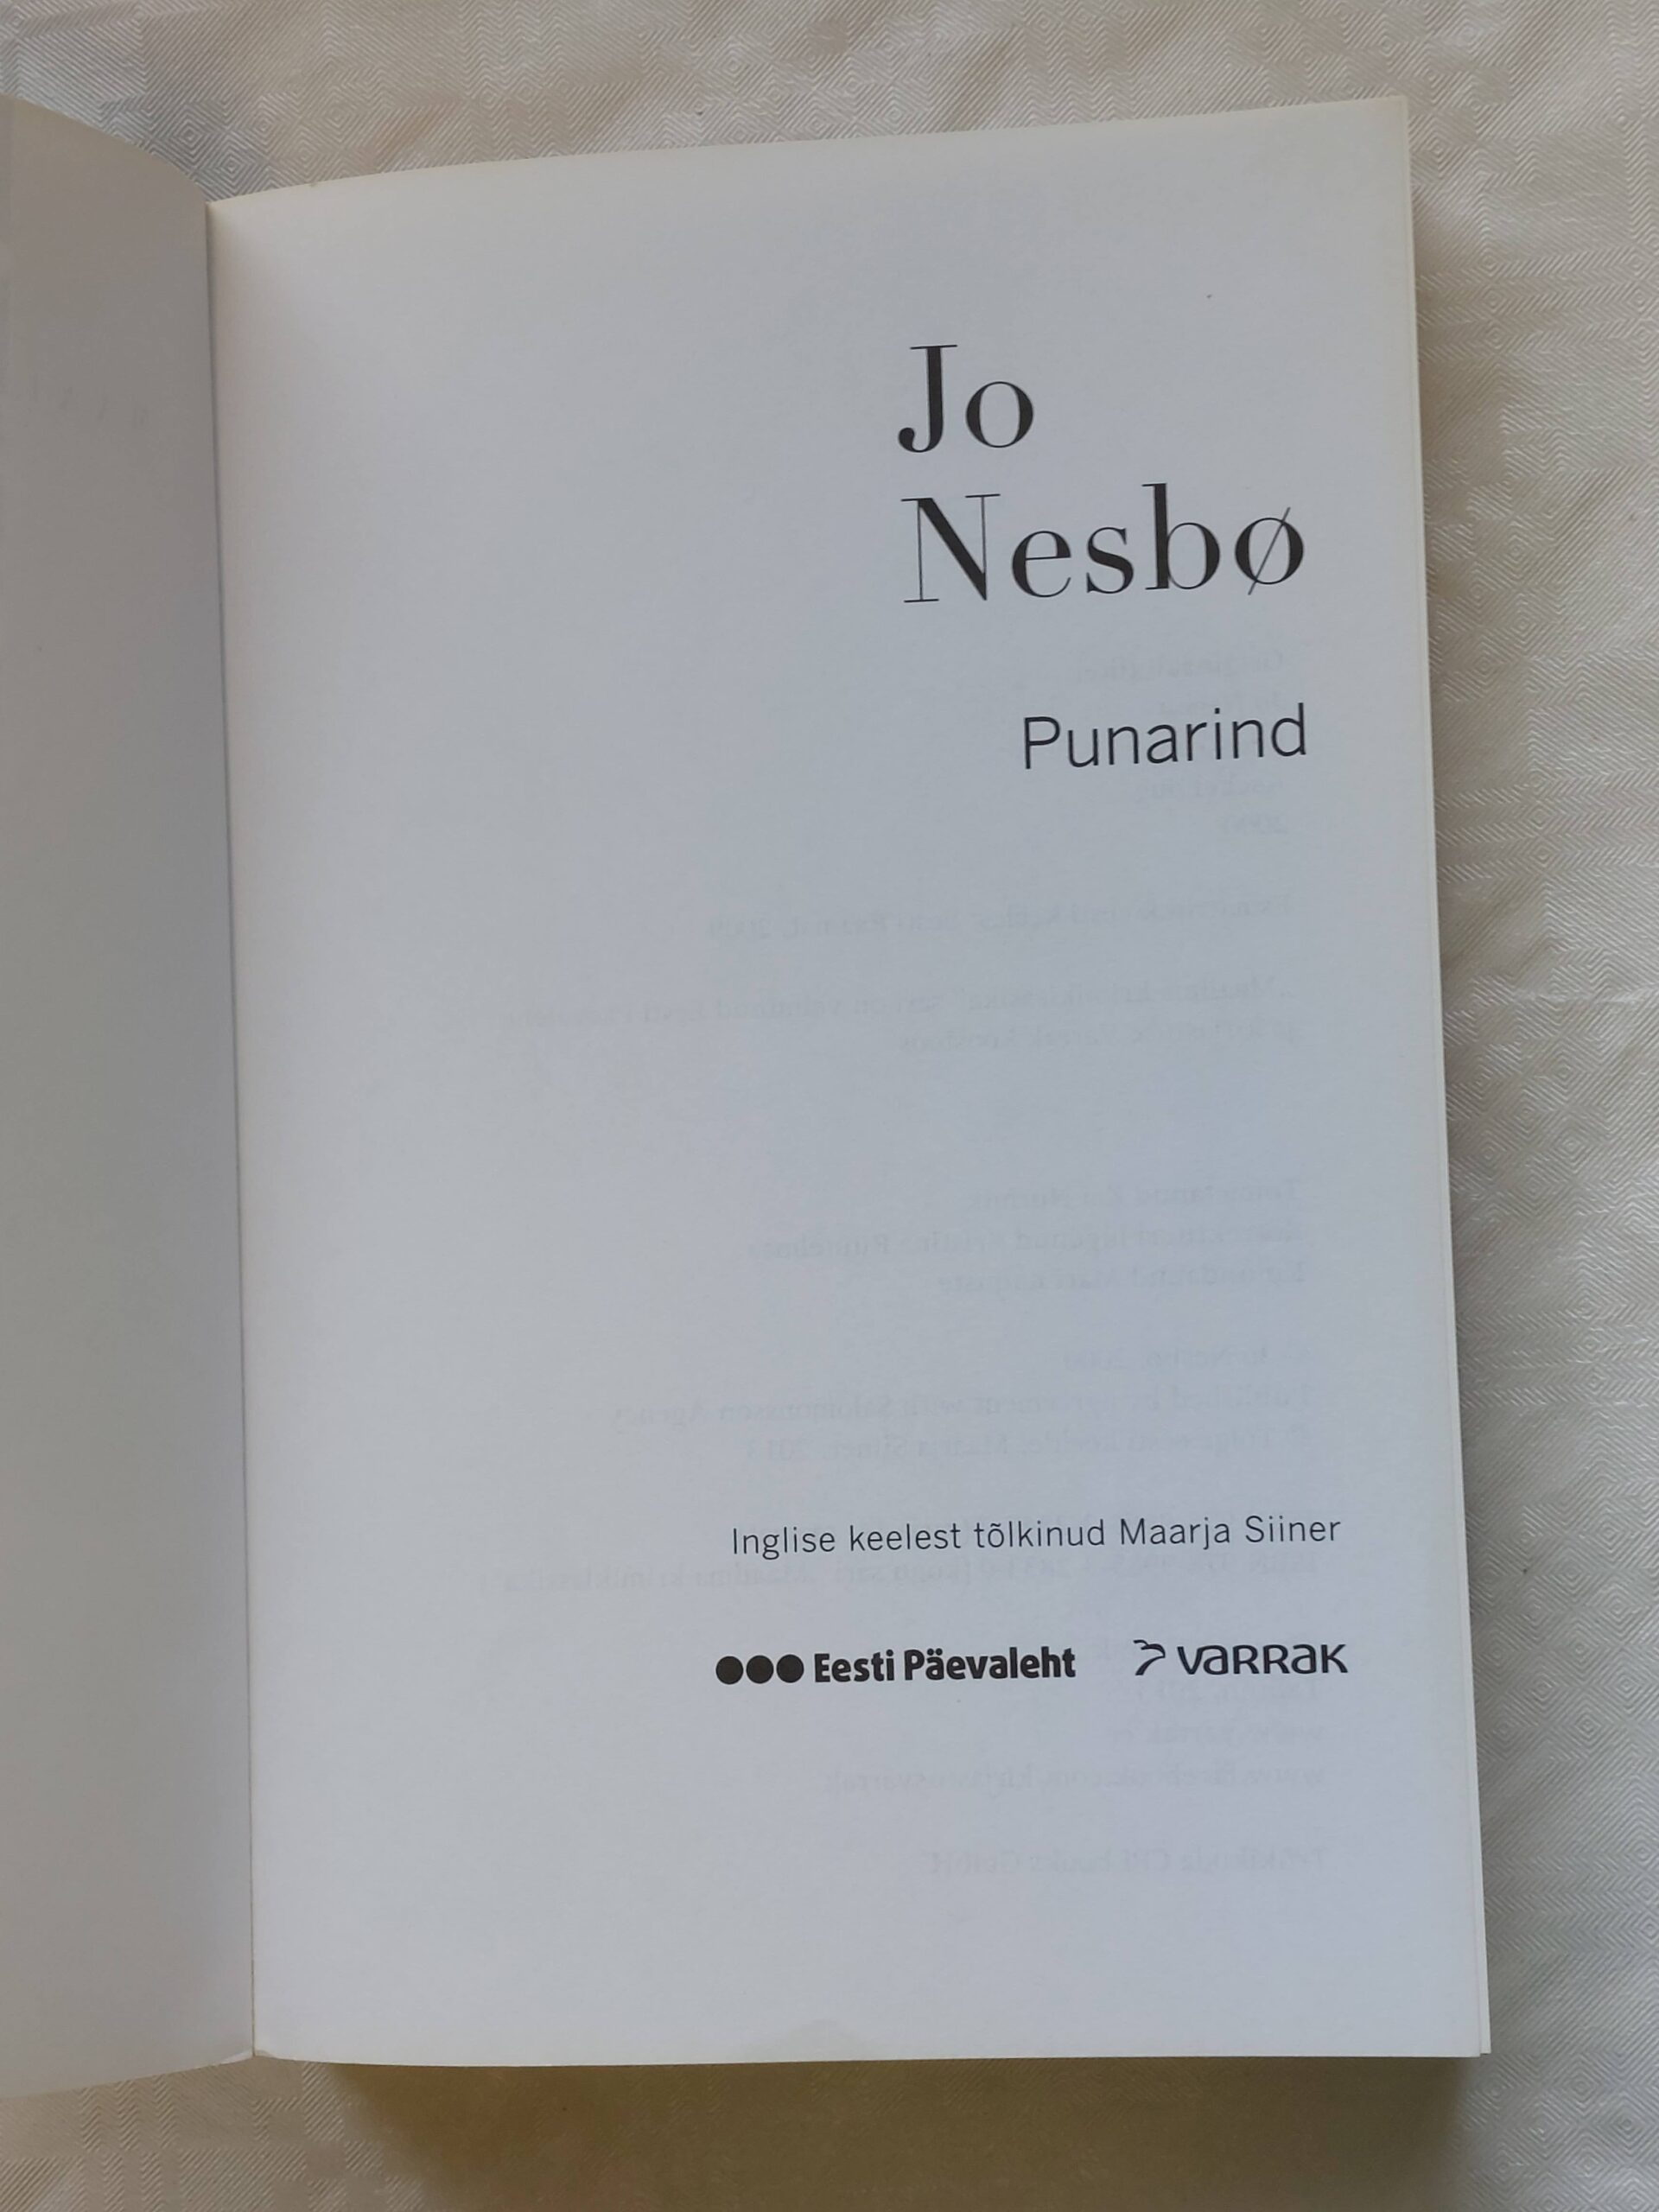 Jo
Nesbø
Punarind
Inglise keelest tõlkinud Maarja Siiner
Eesti Päevaleht VARRAK